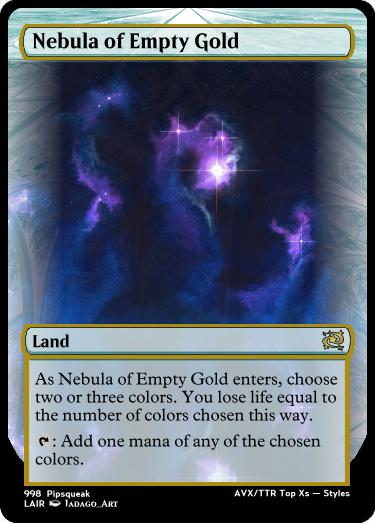 Nebula of Empty Gold
Land
As Nebula of Empty Gold enters, choose
two or three colors. You lose life equal to
the number of colors chosen this way.
: Add one mana of any of the chosen
colors.
998 Pipsqueak
AVX/TTR Top Xs — Styles
LAIR Jadago_Art